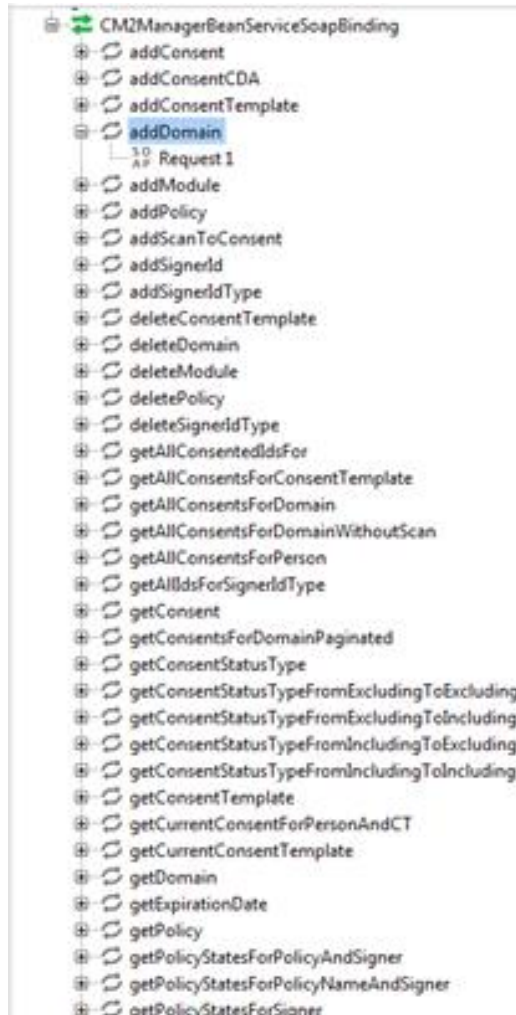 CM2ManagerBeanServiceSoapBinding
addConsent
addConsentCDA
addConsentTemplate
addDomain
SOAP Request 1
addModule
addPolicy
addScanToConsent
addSignerId
addSignerIdType
deleteConsentTemplate
deleteDomain
deleteModule
deletePolicy
deleteSignerIdType
getAllConsentedIdsFor
getAllConsentsForConsentTemplate
getAllConsentsForDomain
getAllConsentsForDomainWithoutScan
getAllConsentsForPerson
getAllIdsForSignerIdType
getConsent
getConsentsForDomainPaginated
getConsentStatusType
getConsentStatusTypeFromExcludingToExcluding
getConsentStatusTypeFromExcludingToIncluding
getConsentStatusTypeFromIncludingToExcluding
getConsentStatusTypeFromIncludingToIncluding
getConsentTemplate
getCurrentConsentForPersonAndCT
getCurrentConsentTemplate
getDomain
getExpirationDate
getPolicy
getPolicyStatesForPolicyAndSigner
getPolicyStatesForPolicyNameAndSigner
getPolicyStatesForSigner